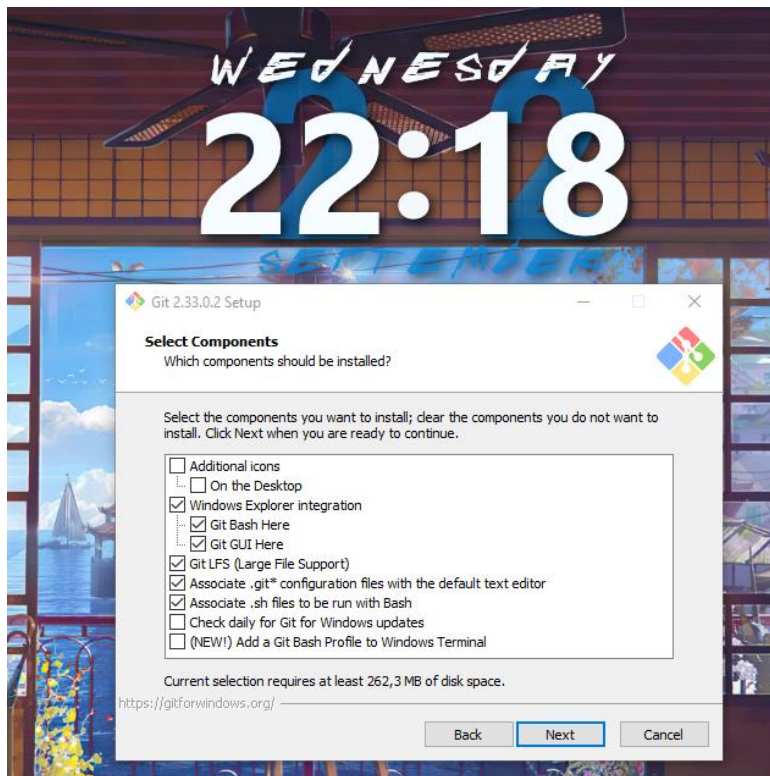 WEDNESDAY
22
22:18
SEPTEMBER
Git 2.33.0.2 Setup
Select Components
Which components should be installed?
Select the components you want to install; clear the components you do not want to
install. Click Next when you are ready to continue.
Additional icons
On the Desktop
Windows Explorer integration
Git Bash Here
Git GUI Here
Git LFS (Large File Support)
Associate .git* configuration files with the default text editor
Associate .sh files to be run with Bash
Check daily for Git for Windows updates
(NEW!) Add a Git Bash Profile to Windows Terminal
Current selection requires at least 262,3 MB of disk space.
https://gitforwindows.org/
Back Next Cancel